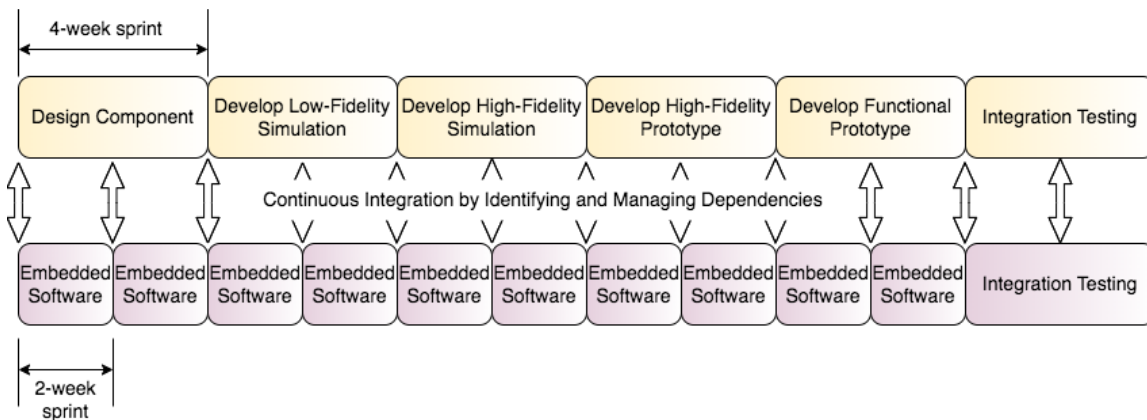 4-week sprint
Design Component
Develop Low-Fidelity
Simulation
Develop High-Fidelity
Simulation
Develop High-Fidelity
Prototype
Develop Functional
Prototype
Integration Testing
Continuous Integration by Identifying and Managing Dependencies
Embedded
Software
Embedded
Software
Embedded
Software
Embedded
Software
Embedded
Software
Embedded
Software
Embedded
Software
Embedded
Software
Embedded
Software
Embedded
Software
Integration Testing
2-week
sprint